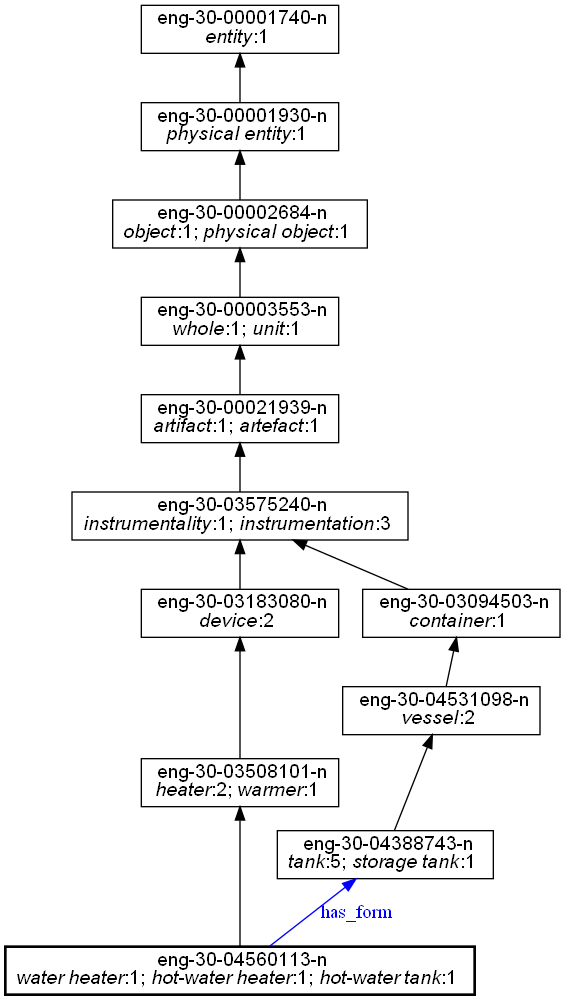 eng-30-00001740-n
entity:1
eng-30-00001930-n
physical entity:1
eng-30-00002684-n
object:1; physical object:1
eng-30-00003553-n
whole:1; unit:1
eng-30-00021939-n
artifact:1; artefact:1
eng-30-03575240-n
instrumentality:1; instrumentation:3
eng-30-03183080-n
device:2
eng-30-03094503-n
container:1
eng-30-04531098-n
vessel:2
eng-30-03508101-n
heater:2; warmer:1
eng-30-04388743-n
tank:5; storage tank:1
has_form
eng-30-04560113-n
water heater:1; hot-water heater:1; hot-water tank:1